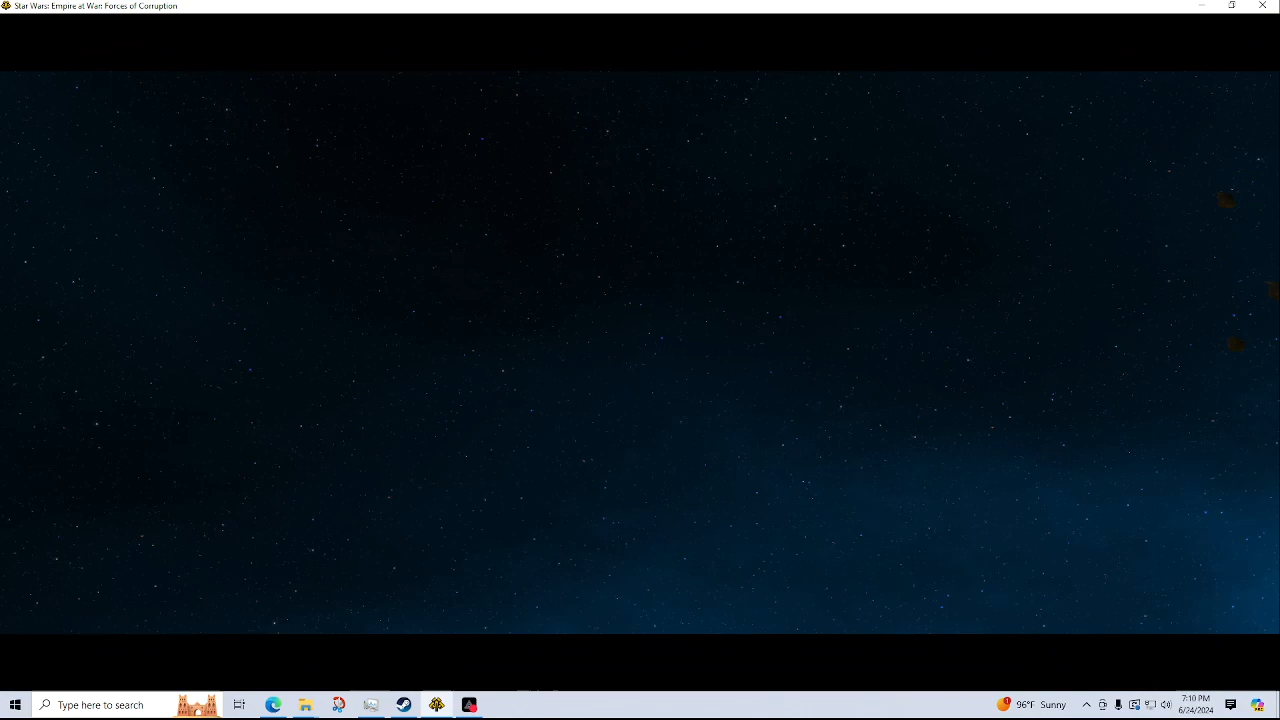 Star Wars: Empire at War: Forces of Corruption
Type here to search
96°F Sunny
7:10 PM
6/24/2024